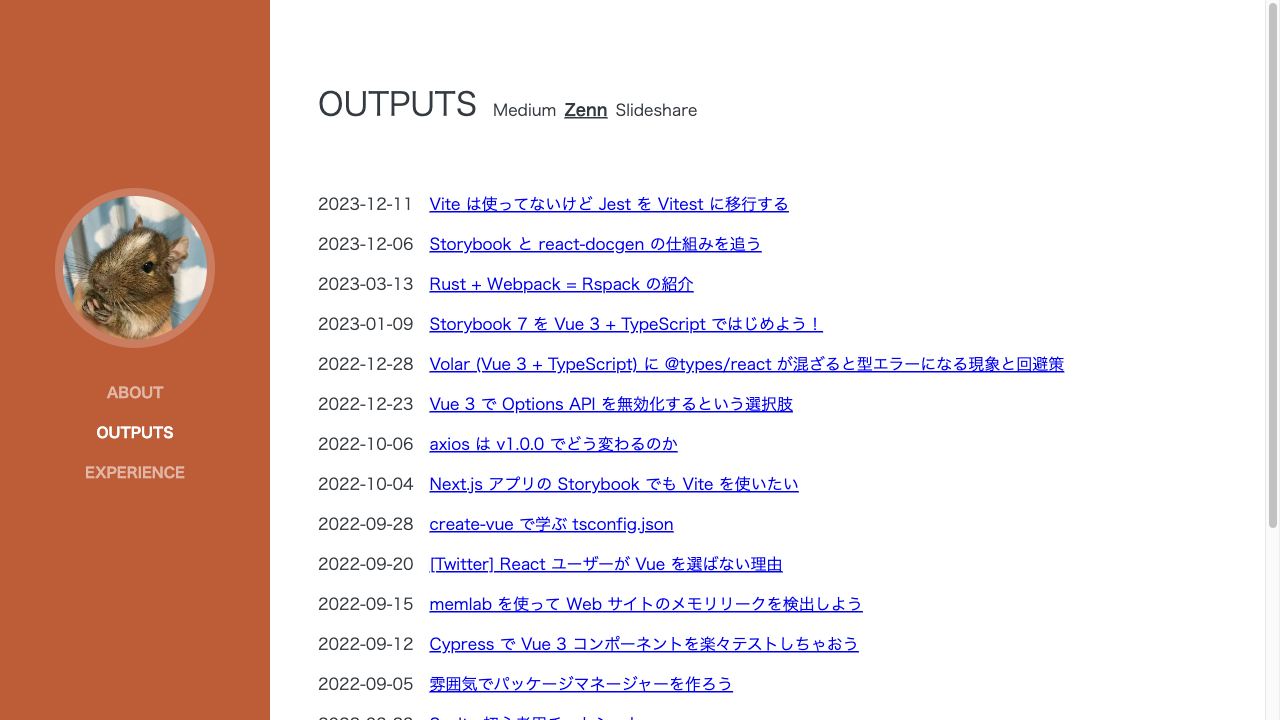 ABOUT
OUTPUTS
EXPERIENCE
OUTPUTS Medium Zenn Slideshare
2023-12-11 Vite は使ってないけど Jest を Vitest に移行する
2023-12-06 Storybook と react-docgen の仕組みを追う
2023-03-13 Rust + Webpack = Rspack の紹介
2023-01-09 Storybook 7 を Vue 3 + TypeScript ではじめよう！
2022-12-28 Volar (Vue 3 + TypeScript) に @types/react が混ざると型エラーになる現象と回避策
2022-12-23 Vue 3 で Options API を無効化するという選択肢
2022-10-06 axios は v1.0.0 でどう変わるのか
2022-10-04 Next.js アプリの Storybook でも Vite を使いたい
2022-09-28 create-vue で学ぶ tsconfig.json
2022-09-20 [Twitter] React ユーザーが Vue を選ばない理由
2022-09-15 memlab を使って Web サイトのメモリリークを検出しよう
2022-09-12 Cypress で Vue 3 コンポーネントを楽々テストしちゃおう
2022-09-05 雰囲気でパッケージマネージャーを作ろう